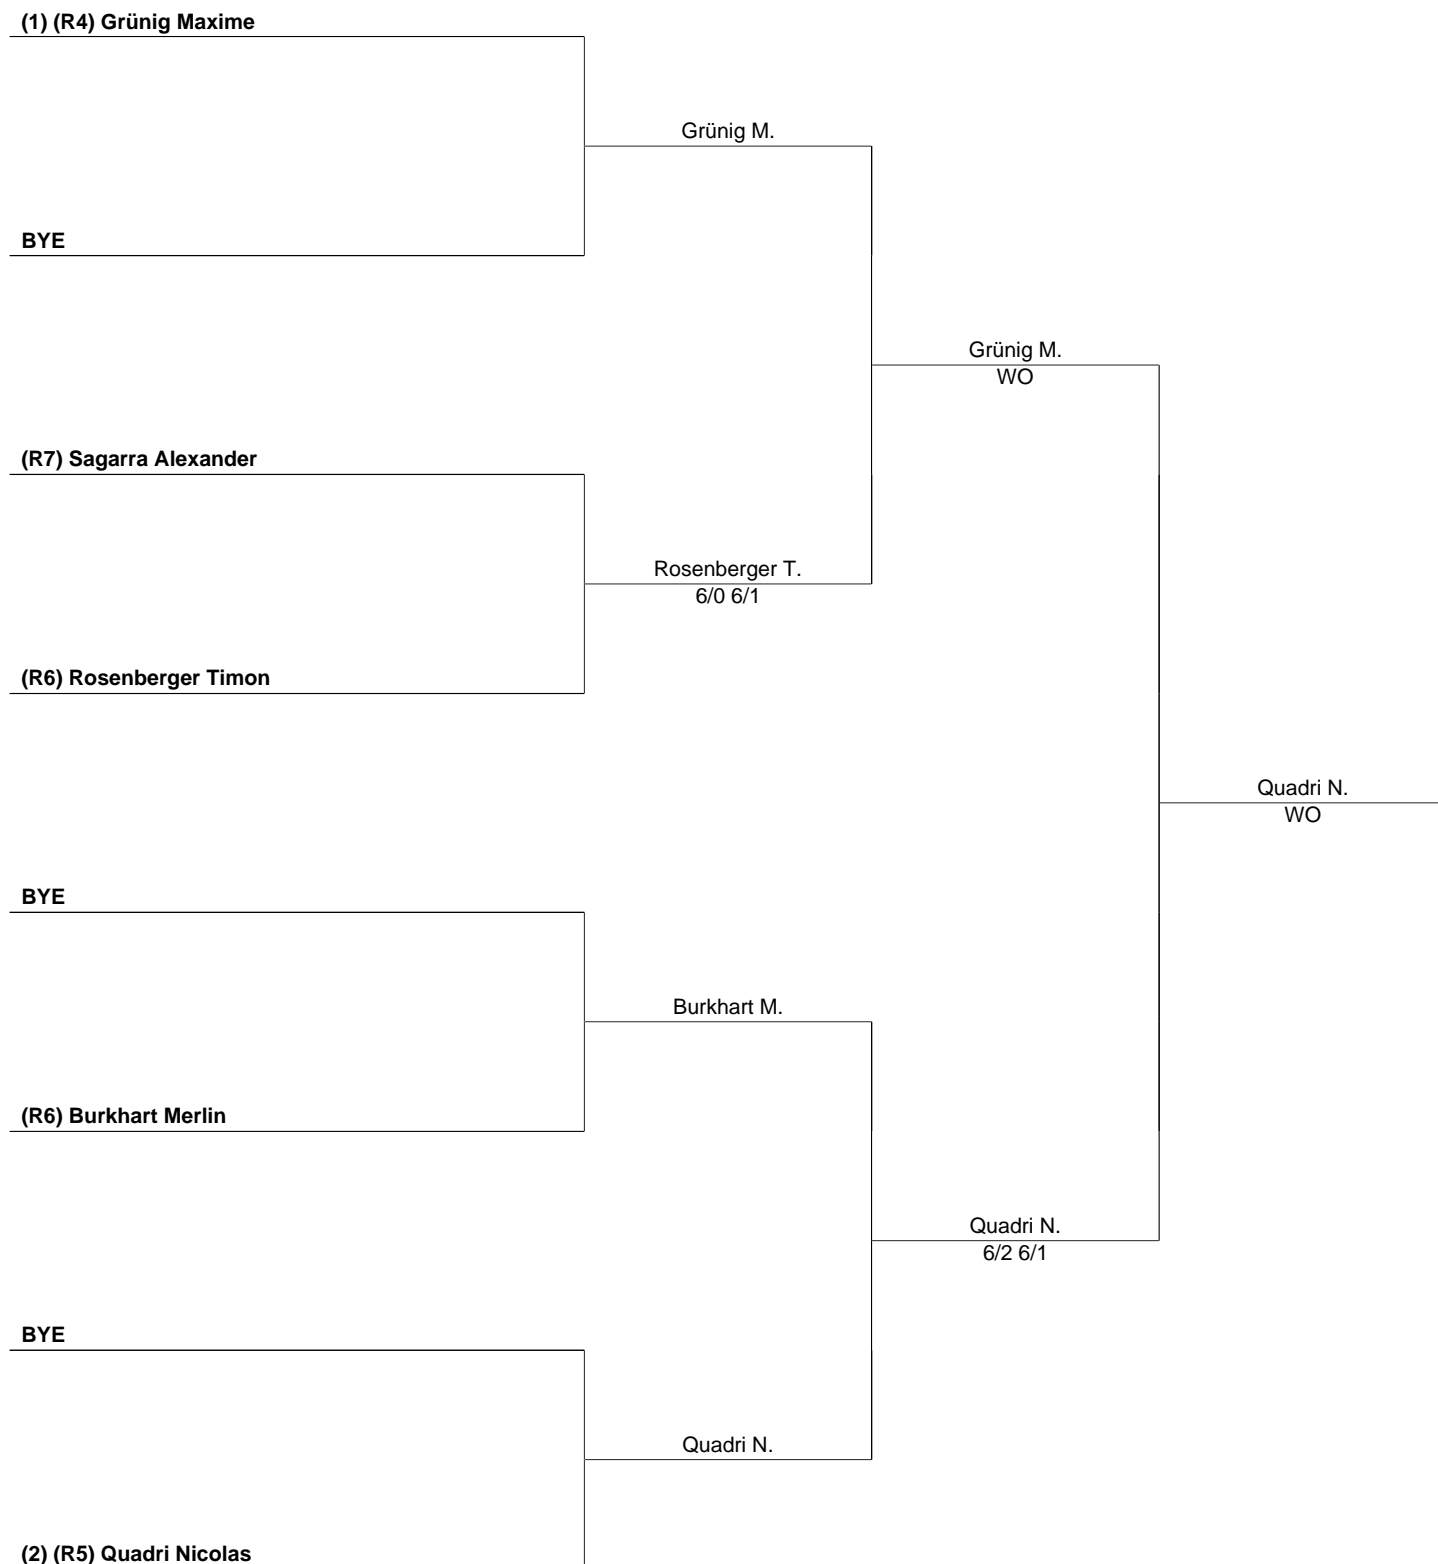 (1) (R4) Grünig Maxime
Grünig M.
BYE
Grünig M.
WO
(R7) Sagarra Alexander
Rosenberger T.
6/0 6/1
(R6) Rosenberger Timon
Quadri N.
WO
BYE
Burkhart M.
(R6) Burkhart Merlin
Quadri N.
6/2 6/1
BYE
Quadri N.
(2) (R5) Quadri Nicolas